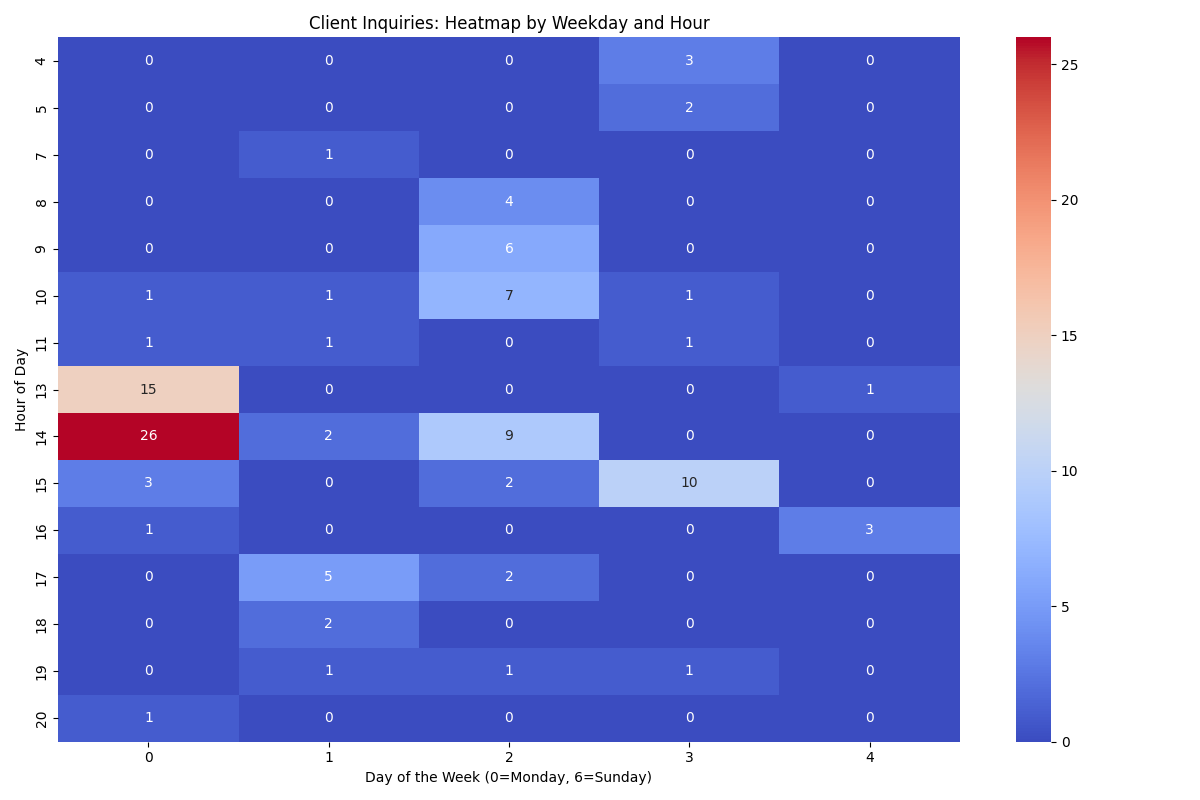 Client Inquiries: Heatmap by Weekday and Hour
4 0 0 0 3 0
5 0 0 0 2 0
7 0 1 0 0 0
8 0 0 4 0 0
9 0 0 6 0 0
10 1 1 7 1 0
11 1 1 0 1 0
13 15 0 0 0 1
14 26 2 9 0 0
15 3 0 2 10 0
16 1 0 0 0 3
17 0 5 2 0 0
18 0 2 0 0 0
19 0 1 1 1 0
20 1 0 0 0 0
0 1 2 3 4
Hour of Day
Day of the Week (0=Monday, 6=Sunday)
25
20
15
10
5
0